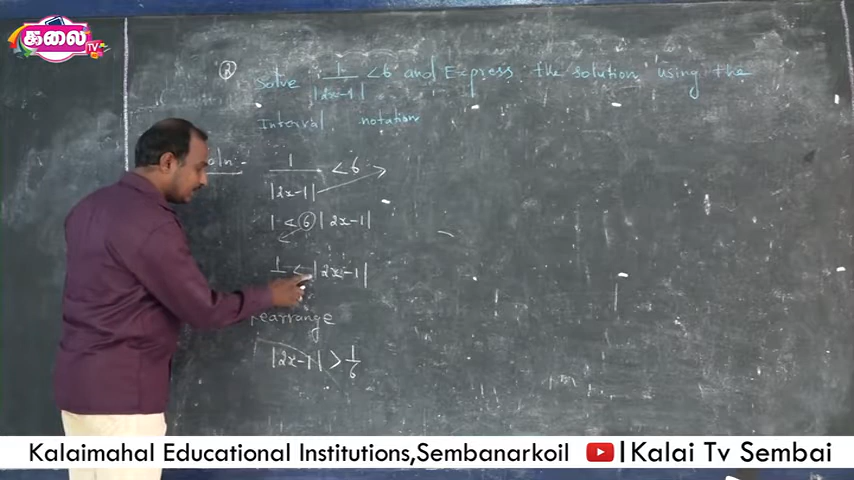 கலை TV
2 Solve 1/|2x-1| < 6 and Express the solution using the
Interval notation
Soln:-
1/|2x-1| < 6
1 < 6 |2x-1|
1 < |2x-1|
rearrange
|2x-1| > 1/6
Kalaimahal Educational Institutions,Sembanarkoil | Kalai Tv Sembai